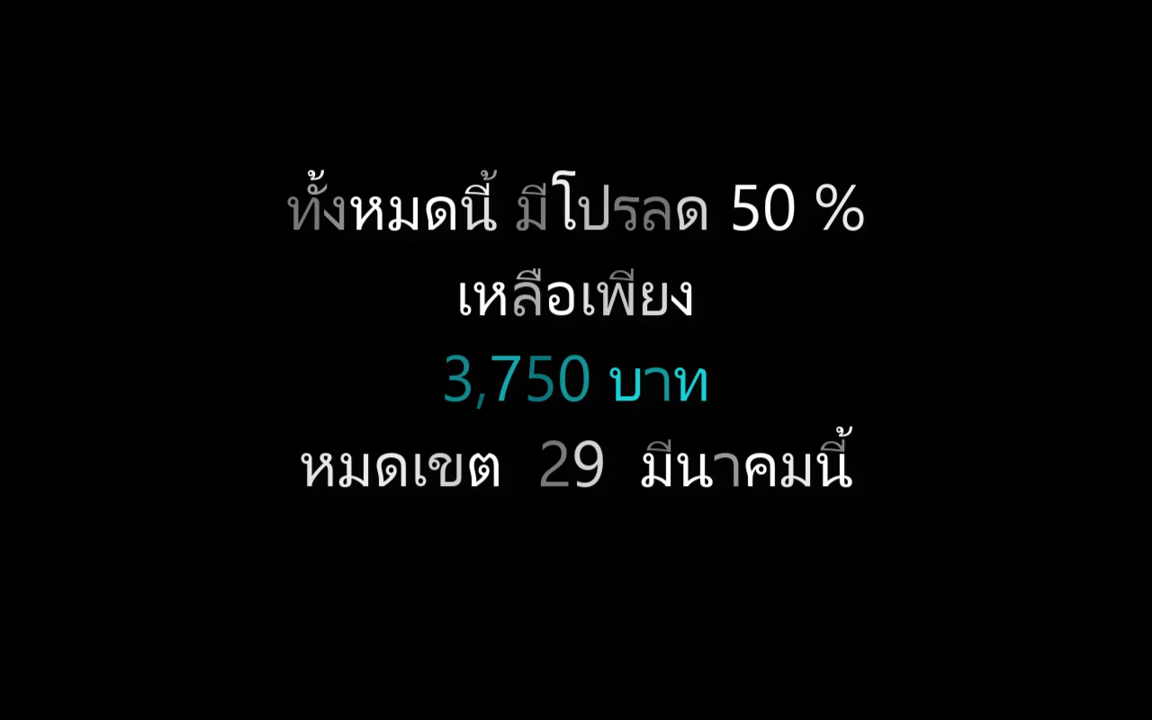 ทั้งหมดนี้ มีโปรลด 50 %
เหลือเพียง
3,750 บาท
หมดเขต 29 มีนาคมนี้